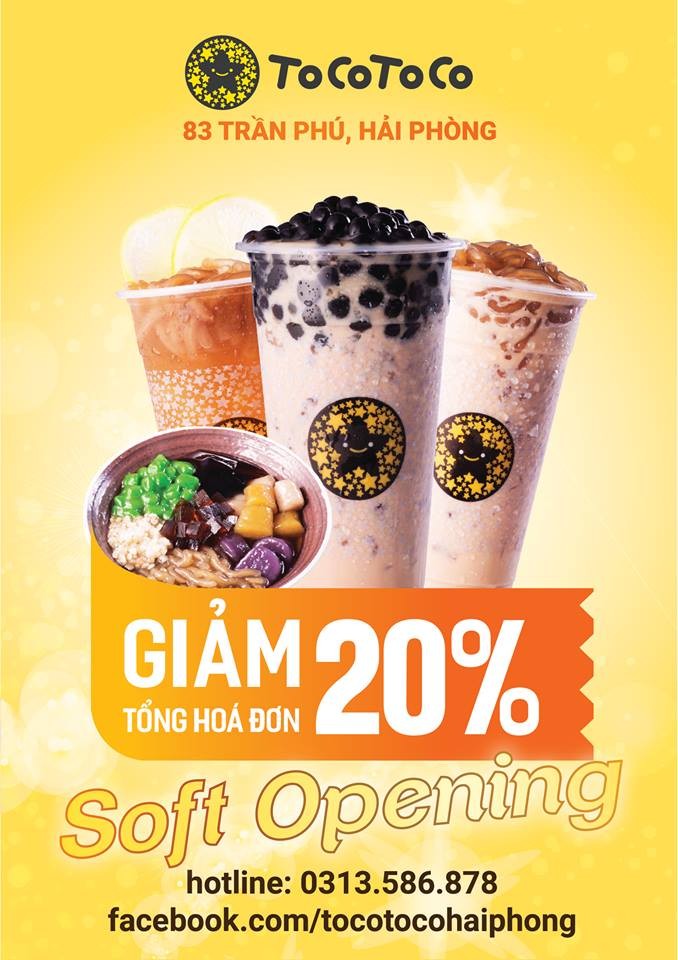 ToCoToCo
83 TRẦN PHÚ, HẢI PHÒNG
GIẢM 20%
TỔNG HOÁ ĐƠN
Soft Opening
hotline: 0313.586.878
facebook.com/tocotocohaiphong